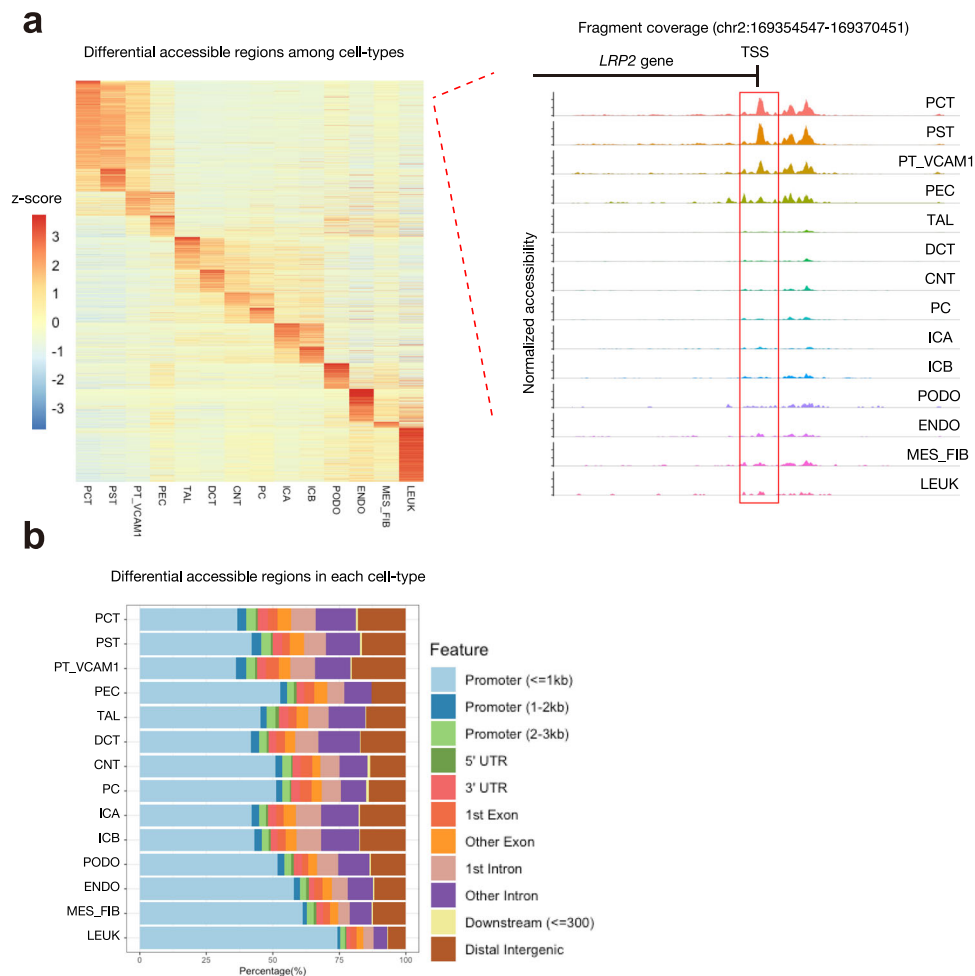 a
Differential accessible regions among cell-types
z-score
3
2
1
0
-1
-2
-3
PCT
PST
PT_VCAM1
PEC
TAL
DCT
CNT
PC
ICA
ICB
PODO
ENDO
MES_FIB
LEUK
Fragment coverage (chr2:169354547-169370451)
LRP2 gene
TSS
Normalized accessibility
PCT
PST
PT_VCAM1
PEC
TAL
DCT
CNT
PC
ICA
ICB
PODO
ENDO
MES_FIB
LEUK
b
Differential accessible regions in each cell-type
PCT
PST
PT_VCAM1
PEC
TAL
DCT
CNT
PC
ICA
ICB
PODO
ENDO
MES_FIB
LEUK
0
25
50
75
100
Percentage(%)
Feature
Promoter (<=1kb)
Promoter (1-2kb)
Promoter (2-3kb)
5' UTR
3' UTR
1st Exon
Other Exon
1st Intron
Other Intron
Downstream (<=300)
Distal Intergenic